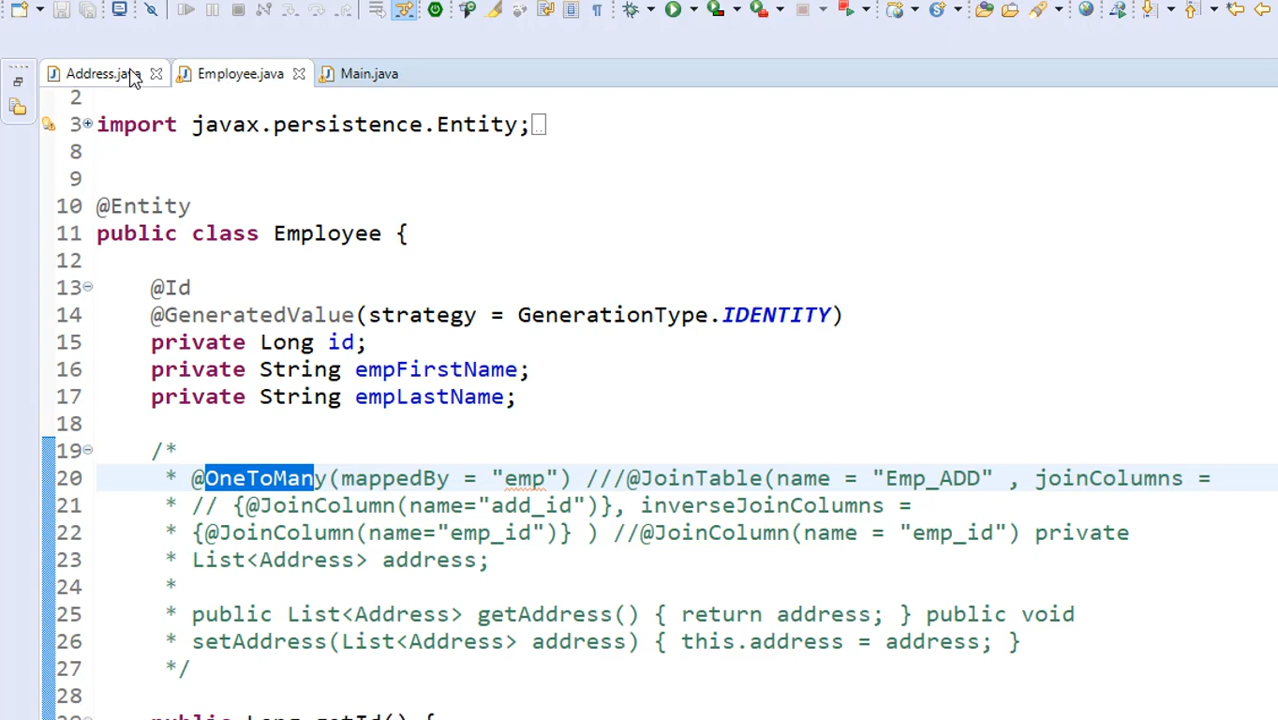 Address.java Employee.java Main.java
2
3 import javax.persistence.Entity;
8
9
10 @Entity
11 public class Employee {
12
13 @Id
14 @GeneratedValue(strategy = GenerationType.IDENTITY)
15 private Long id;
16 private String empFirstName;
17 private String empLastName;
18
19 /*
20 * @OneToMany(mappedBy = "emp") ///@JoinTable(name = "Emp_ADD" , joinColumns =
21 * // {@JoinColumn(name="add_id")}, inverseJoinColumns =
22 * {@JoinColumn(name="emp_id")} ) //@JoinColumn(name = "emp_id") private
23 * List<Address> address;
24 *
25 * public List<Address> getAddress() { return address; } public void
26 * setAddress(List<Address> address) { this.address = address; }
27 */
28
public Long getId() {